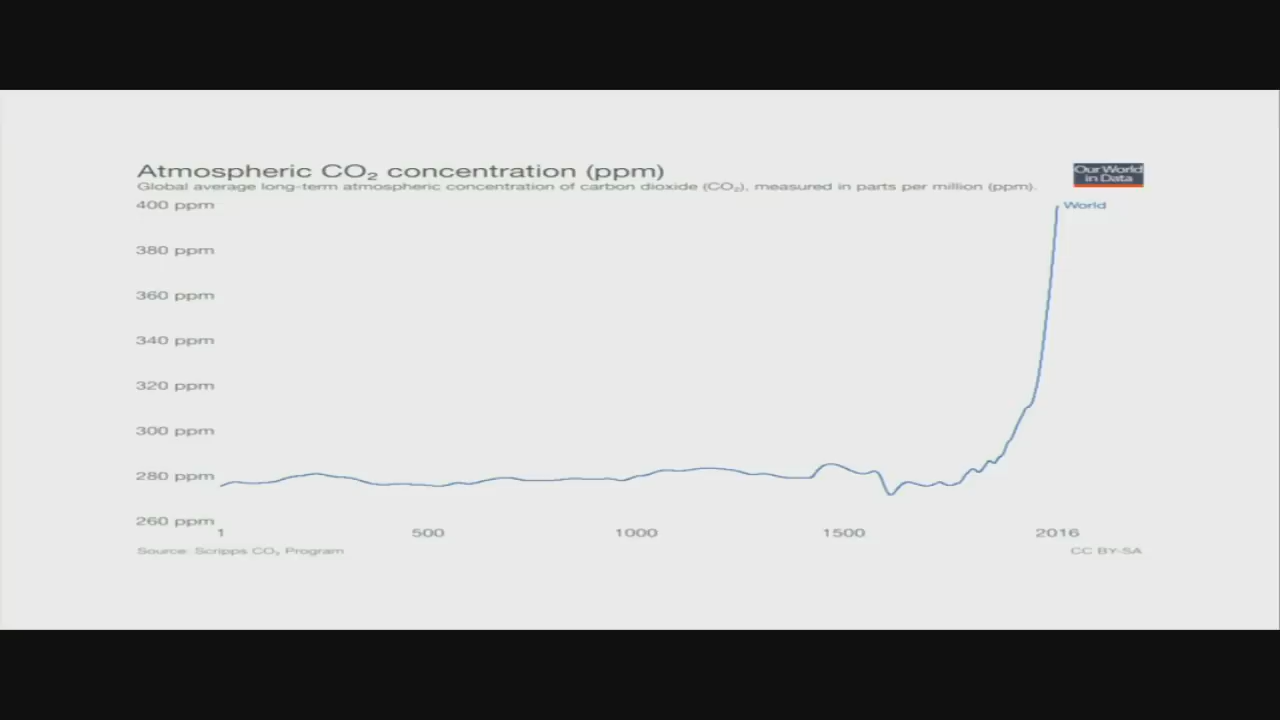 Atmospheric CO₂ concentration (ppm)
Our World
in Data
Global average long-term atmospheric concentration of carbon dioxide (CO₂), measured in parts per million (ppm).
400 ppm
World
380 ppm
360 ppm
340 ppm
320 ppm
300 ppm
280 ppm
260 ppm
1 500 1000 1500 2016
Source: Scripps CO₂ Program
CC BY-SA